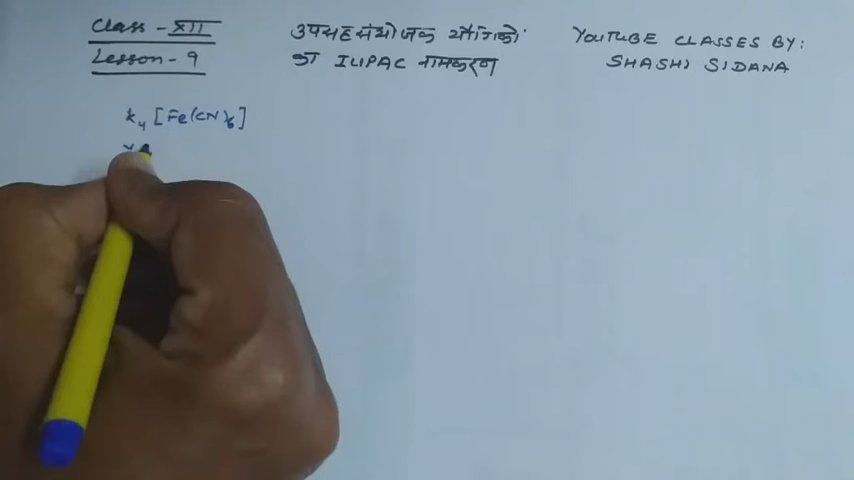 Class - XII
Lesson - 9
उपसहसंयोजक यौगिकों
का IUPAC नामकरण
YOUTUBE CLASSES BY:
SHASHI SIDANA
K4 [Fe(CN)6]